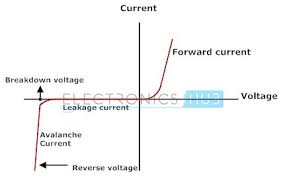 Current
Forward current
Breakdown voltage
Voltage
ELECTRONICS HUB
Leakage current
Avalanche
Current
Reverse voltage